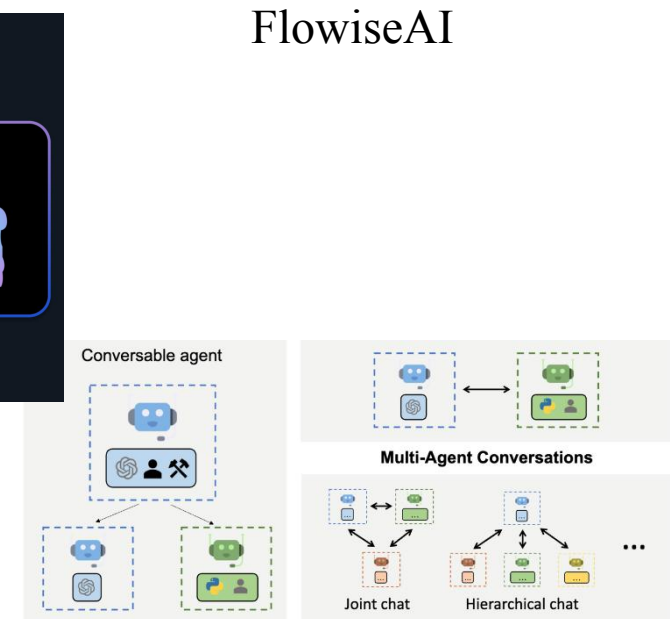 FlowiseAI
Conversable agent
Multi-Agent Conversations
Joint chat
Hierarchical chat
...